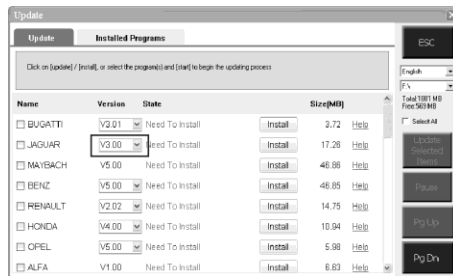 Update
Update Installed Programs
ESC
Click on [update] / [install], or select the program(s) and [start] to begin the updating process
English
F:\
Total:1981 MB
Free:569 MB
Select All
Name Version State Size(MB)
BUGATTI V3.01 Need To Install Install 3.72 Help
JAGUAR V3.00 Need To Install Install 17.26 Help
Update Selected Items
MAYBACH V5.00 Need To Install Install 46.86 Help
BENZ V5.00 Need To Install Install 46.85 Help
Pause
RENAULT V2.02 Need To Install Install 14.75 Help
HONDA V4.00 Need To Install Install 10.94 Help
Pg Up
OPEL V5.00 Need To Install Install 5.98 Help
Pg Dn
ALFA V1.00 Need To Install Install 6.63 Help